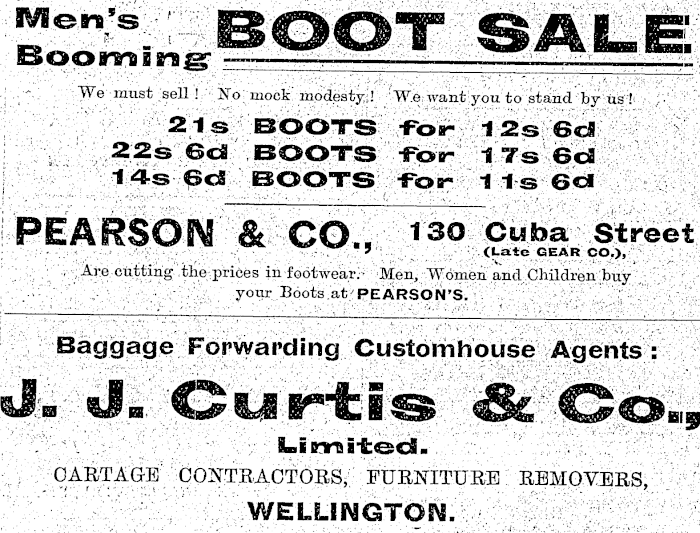 Men's Booming BOOT SALE
We must sell! No mock modesty! We want you to stand by us!
21s BOOTS for 12s 6d
22s 6d BOOTS for 17s 6d
14s 6d BOOTS for 11s 6d
PEARSON & CO., 130 Cuba Street
(Late GEAR CO.),
Are cutting the prices in footwear. Men, Women and Children buy
your Boots at PEARSON'S.
Baggage Forwarding Customhouse Agents:
J. J. Curtis & Co.,
Limited.
CARTAGE CONTRACTORS, FURNITURE REMOVERS,
WELLINGTON.